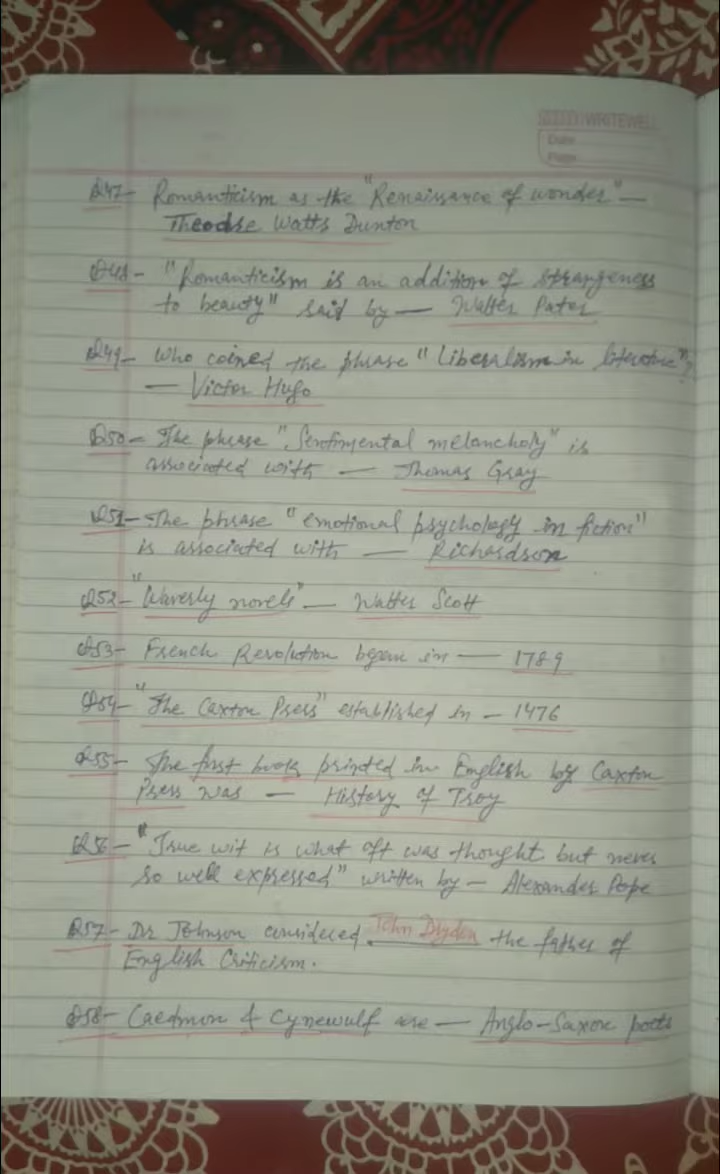 WRITEWELL
Date
Page
Q47- Romanticism as the "Renaissance of wonder" —
Theodse Watts Dunton
Q48- "Romanticism is an addition of strangeness
to beauty" said by — Walter Pater
Q49- Who coined the phrase "Liberalism in literature"?
— Victor Hugo
Q50- The phrase "Sentimental melancholy" is
associated with — Thomas Gray
Q51- The phrase "emotional psychology in fiction"
is associated with — Richardson
Q52- "Waverly novels" — Walter Scott
Q53- French Revolution began in — 1789
Q54- "The Caxton Press" established in - 1476
Q55- The first book printed in English by Caxton
Press was — History of Troy
Q56- "True wit is what oft was thought but never
so well expressed" written by - Alexander Pope
Q57- Dr Johnson considered John Dryden the father of
English Criticism.
Q58- Caedmon & Cynewulf are — Anglo-Saxon poets